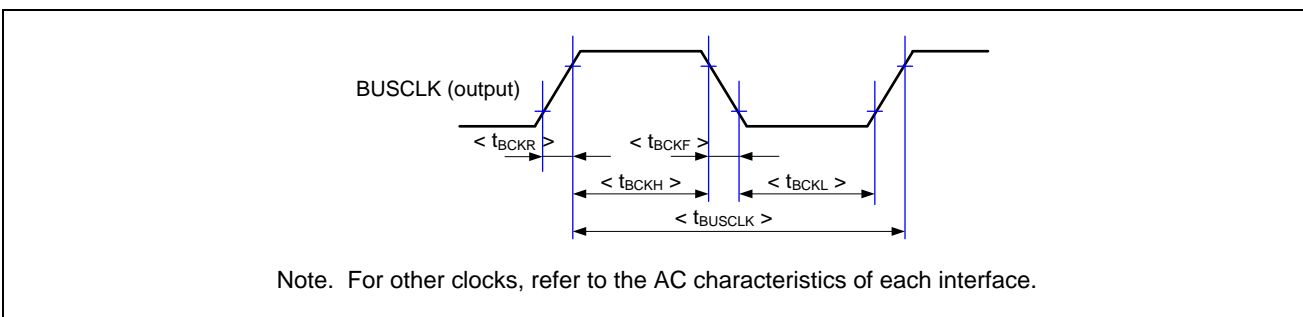 BUSCLK (output)
< tBCKR >
< tBCKF >
< tBCKH >
< tBCKL >
< tBUSCLK >
Note. For other clocks, refer to the AC characteristics of each interface.